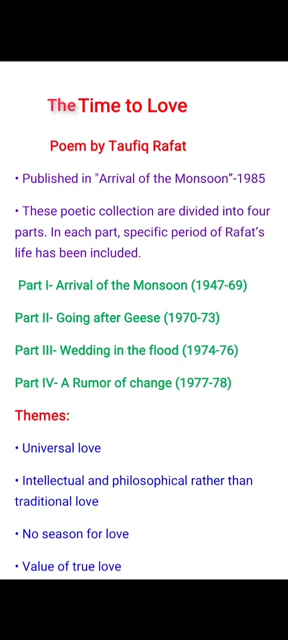 The Time to Love
Poem by Taufiq Rafat
• Published in "Arrival of the Monsoon”-1985
• These poetic collection are divided into four
parts. In each part, specific period of Rafat’s
life has been included.
Part I- Arrival of the Monsoon (1947-69)
Part II- Going after Geese (1970-73)
Part III- Wedding in the flood (1974-76)
Part IV- A Rumor of change (1977-78)
Themes:
• Universal love
• Intellectual and philosophical rather than
traditional love
• No season for love
• Value of true love